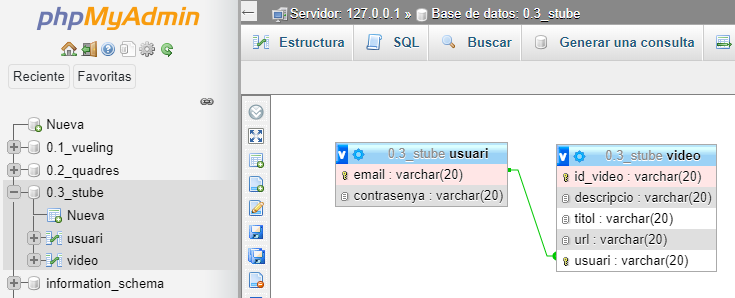 phpMyAdmin
Reciente Favoritas
Nueva
0.1_vueling
0.2_quadres
0.3_stube
Nueva
usuari
video
information_schema
Servidor: 127.0.0.1 » Base de datos: 0.3_stube
Estructura SQL Buscar Generar una consulta
v 0.3_stube usuari
email : varchar(20)
contrasenya : varchar(20)
v 0.3_stube video
id_video : varchar(20)
descripcio : varchar(20)
titol : varchar(20)
url : varchar(20)
usuari : varchar(20)